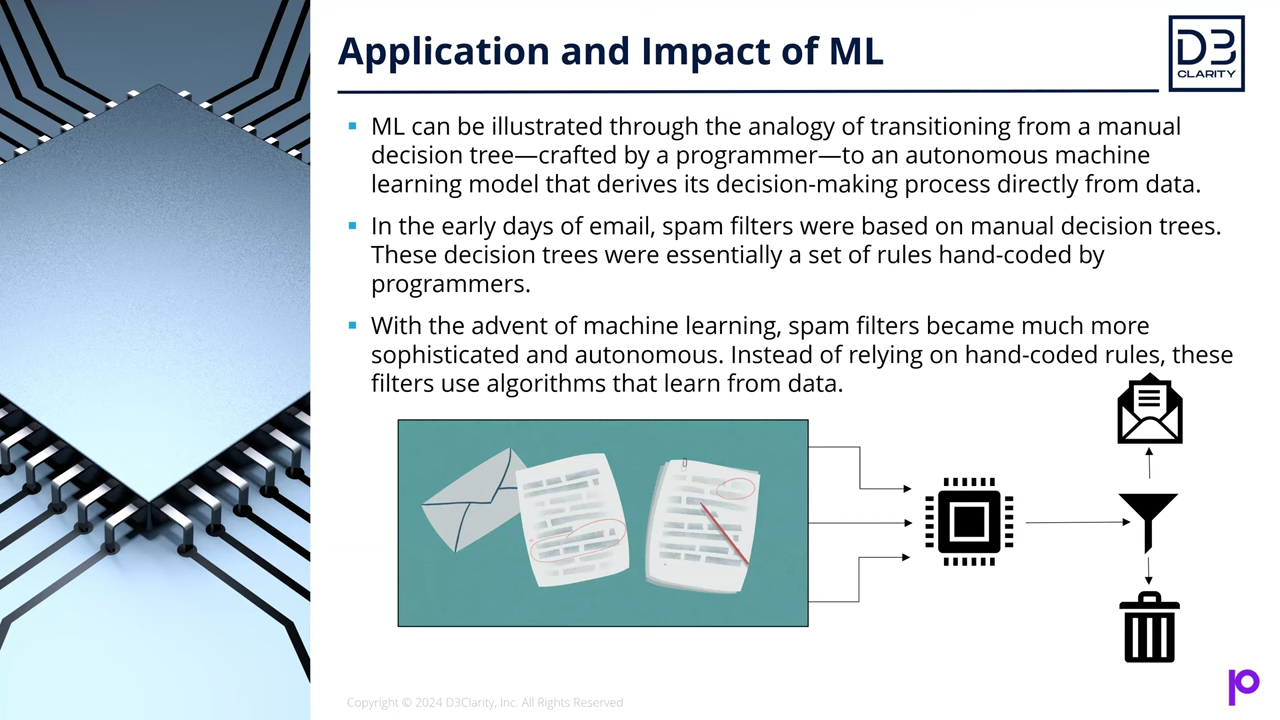 Application and Impact of ML
D3
CLARITY
▪ ML can be illustrated through the analogy of transitioning from a manual
decision tree—crafted by a programmer—to an autonomous machine
learning model that derives its decision-making process directly from data.
▪ In the early days of email, spam filters were based on manual decision trees.
These decision trees were essentially a set of rules hand-coded by
programmers.
▪ With the advent of machine learning, spam filters became much more
sophisticated and autonomous. Instead of relying on hand-coded rules, these
filters use algorithms that learn from data.
Copyright © 2024 D3Clarity, Inc. All Rights Reserved